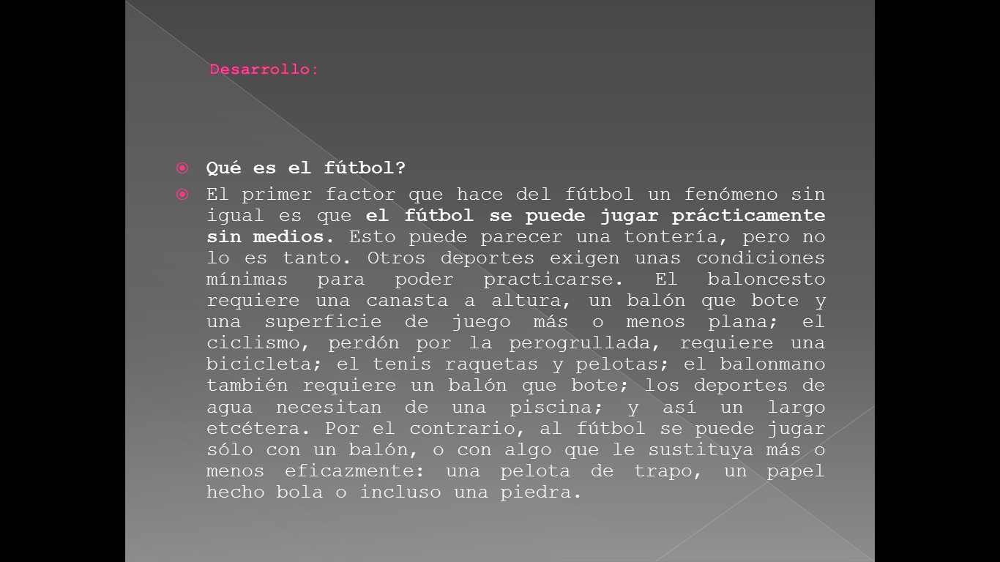 Desarrollo:
Qué es el fútbol?
El primer factor que hace del fútbol un fenómeno sin
igual es que el fútbol se puede jugar prácticamente
sin medios. Esto puede parecer una tontería, pero no
lo es tanto. Otros deportes exigen unas condiciones
mínimas para poder practicarse. El baloncesto
requiere una canasta a altura, un balón que bote y
una superficie de juego más o menos plana; el
ciclismo, perdón por la perogrullada, requiere una
bicicleta; el tenis raquetas y pelotas; el balonmano
también requiere un balón que bote; los deportes de
agua necesitan de una piscina; y así un largo
etcétera. Por el contrario, al fútbol se puede jugar
sólo con un balón, o con algo que le sustituya más o
menos eficazmente: una pelota de trapo, un papel
hecho bola o incluso una piedra.